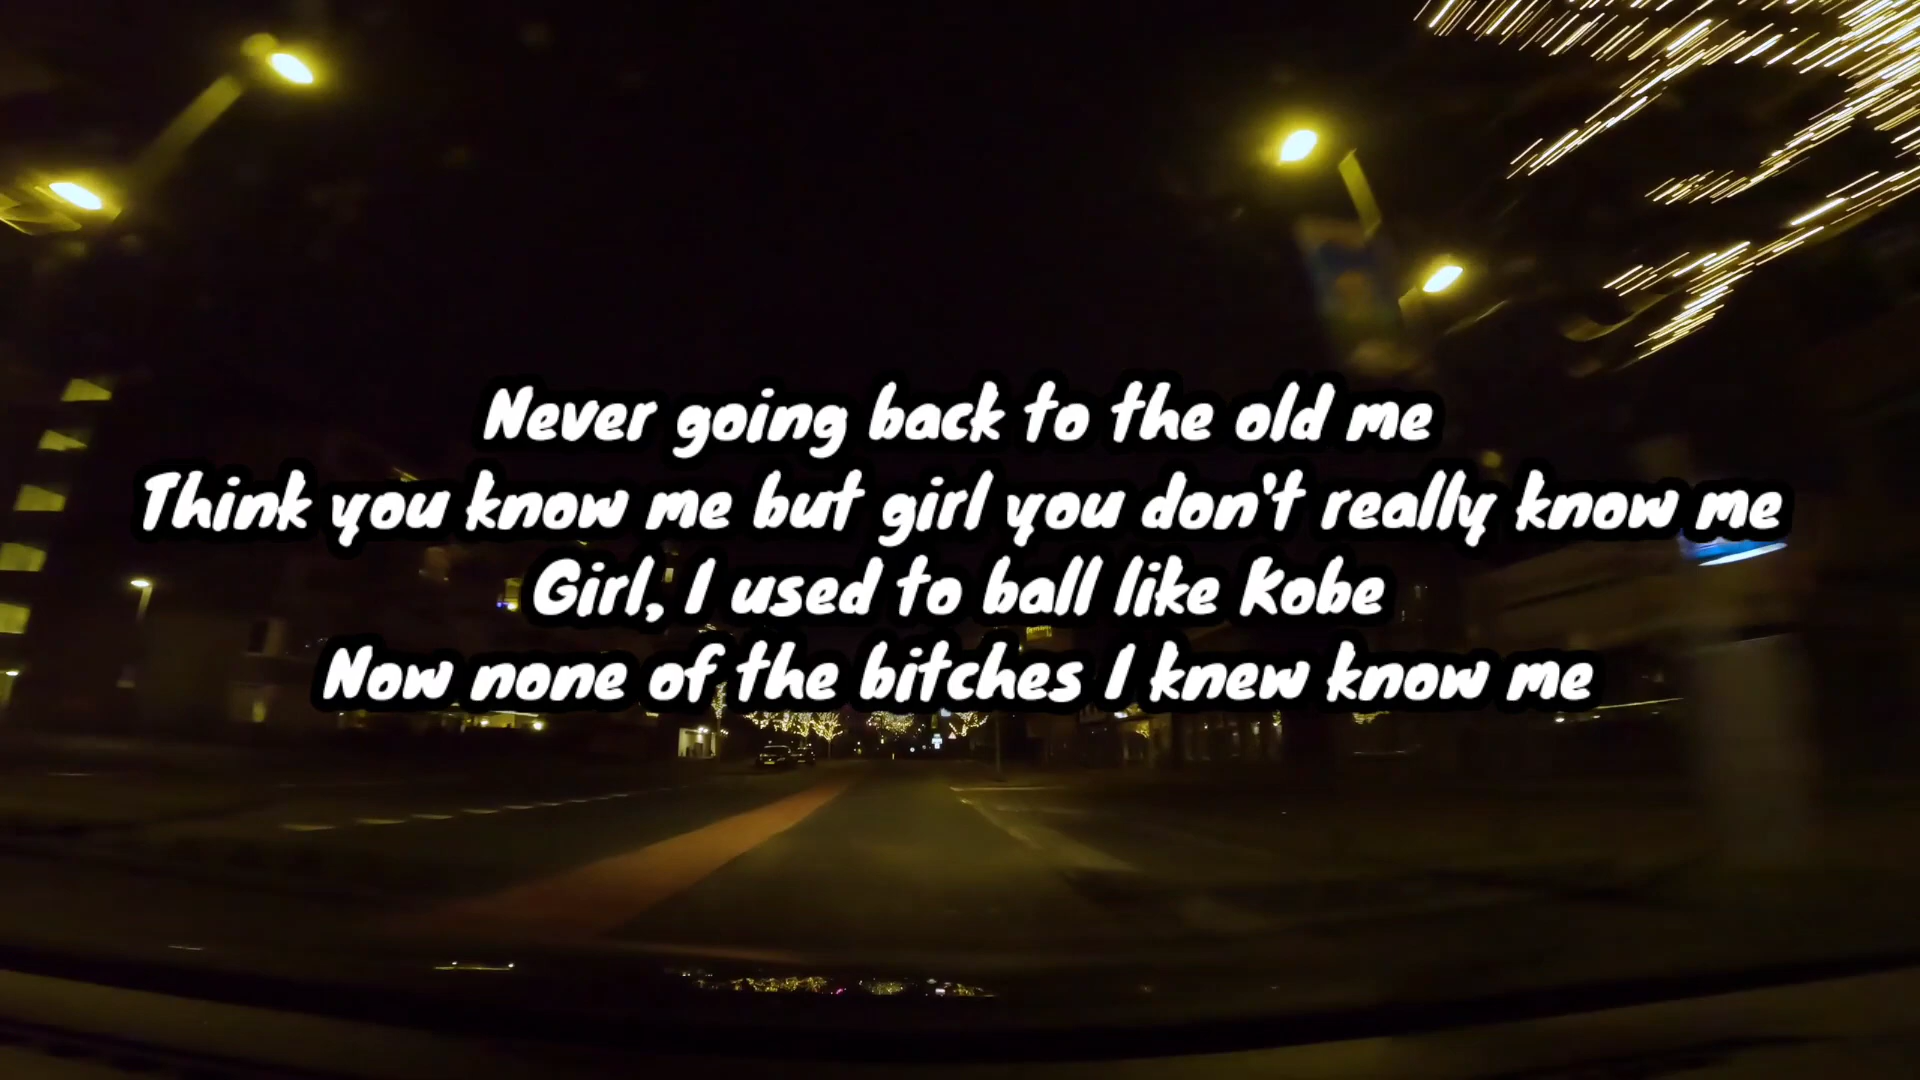 Never going back to the old me
Think you know me but girl you don't really know me
Girl, I used to ball like Kobe
Now none of the bitches I knew know me